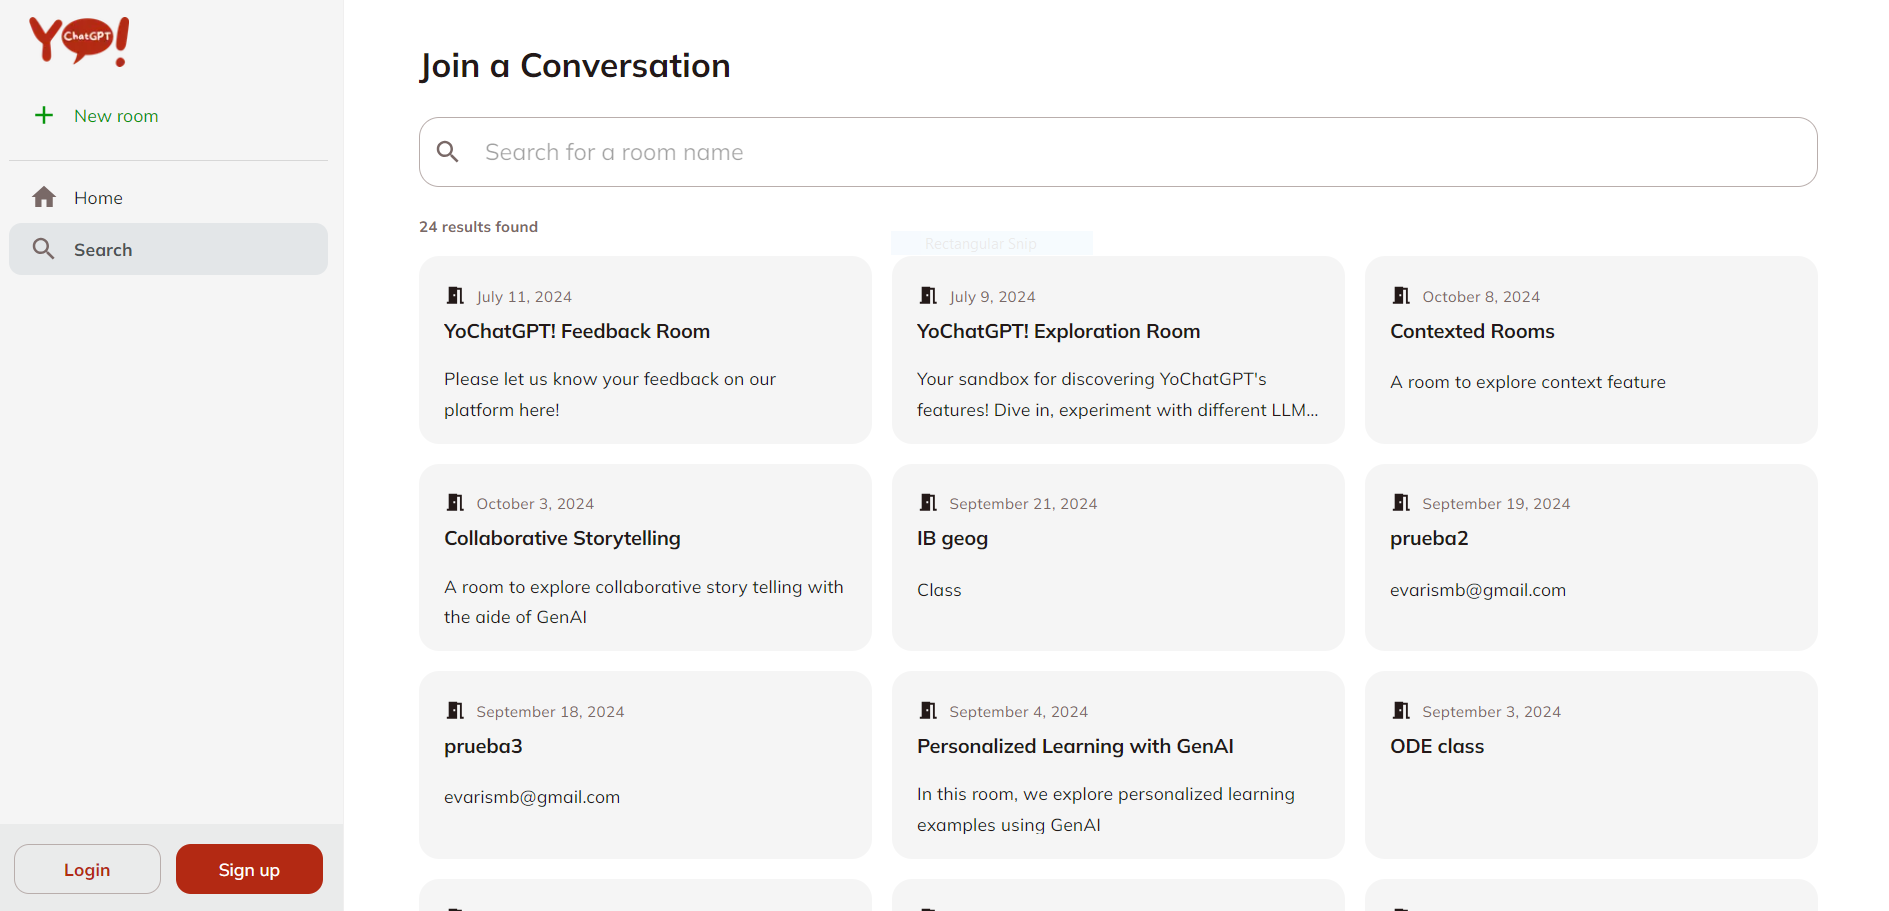 YO!
ChatGPT
New room
Home
Search
Login
Sign up
Join a Conversation
Search for a room name
24 results found
Rectangular Snip
July 11, 2024
YoChatGPT! Feedback Room
Please let us know your feedback on our
platform here!
July 9, 2024
YoChatGPT! Exploration Room
Your sandbox for discovering YoChatGPT's
features! Dive in, experiment with different LLM...
October 8, 2024
Contexted Rooms
A room to explore context feature
October 3, 2024
Collaborative Storytelling
A room to explore collaborative story telling with
the aide of GenAI
September 21, 2024
IB geog
Class
September 19, 2024
prueba2
evarismb@gmail.com
September 18, 2024
prueba3
evarismb@gmail.com
September 4, 2024
Personalized Learning with GenAI
In this room, we explore personalized learning
examples using GenAI
September 3, 2024
ODE class